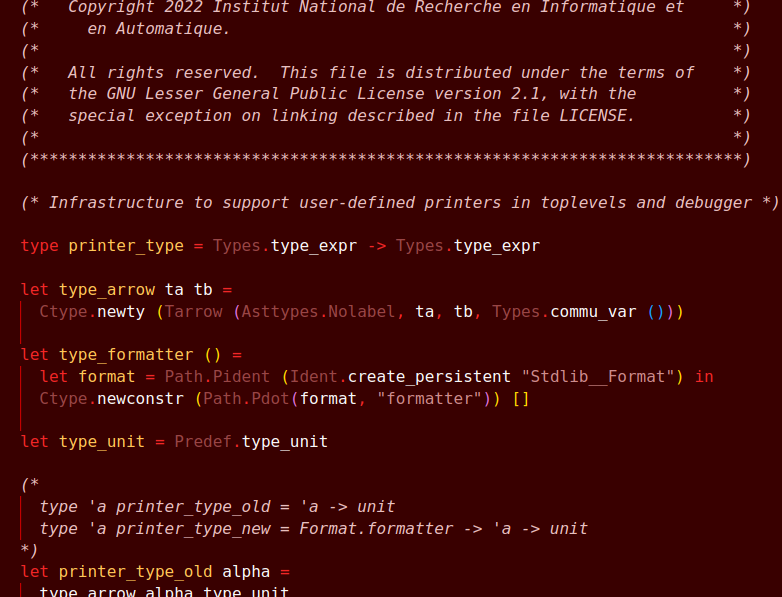 (*   Copyright 2022 Institut National de Recherche en Informatique et     *)
(*     en Automatique.                                                    *)
(*                                                                        *)
(*   All rights reserved.  This file is distributed under the terms of    *)
(*   the GNU Lesser General Public License version 2.1, with the          *)
(*   special exception on linking described in the file LICENSE.          *)
(*                                                                        *)
(**************************************************************************)
(* Infrastructure to support user-defined printers in toplevels and debugger *)
type printer_type = Types.type_expr -> Types.type_expr
let type_arrow ta tb =
  Ctype.newty (Tarrow (Asttypes.Nolabel, ta, tb, Types.commu_var ()))
let type_formatter () =
  let format = Path.Pident (Ident.create_persistent "Stdlib__Format") in
  Ctype.newconstr (Path.Pdot(format, "formatter")) []
let type_unit = Predef.type_unit
(*
  type 'a printer_type_old = 'a -> unit
  type 'a printer_type_new = Format.formatter -> 'a -> unit
*)
let printer_type_old alpha =
  type_arrow alpha type_unit